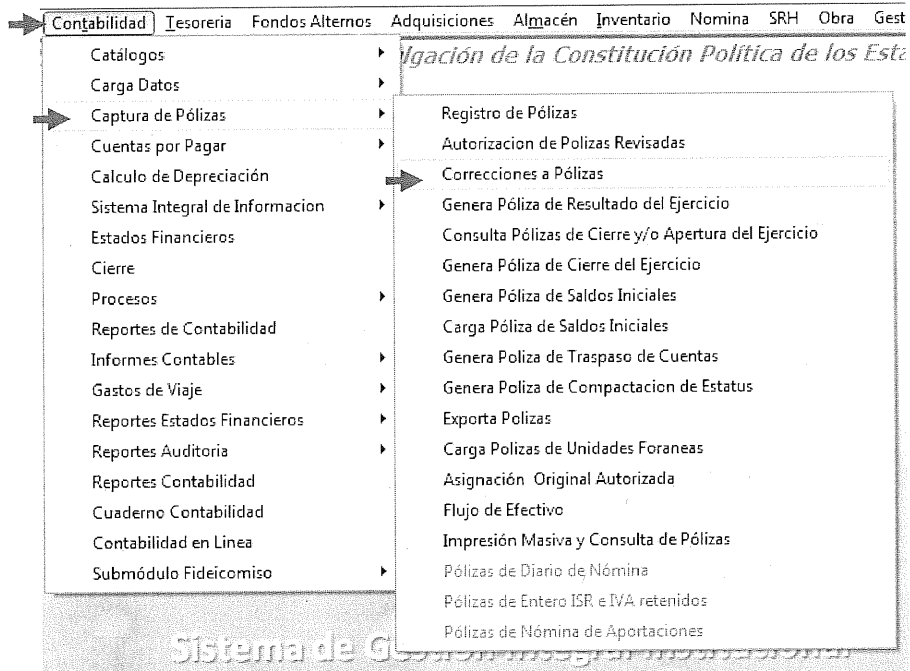 Contabilidad Tesoreria Fondos Alternos Adquisiciones Almacén Inventario Nomina SRH Obra Gest
lgación de la Constitución Política de los Esta
Catálogos
Carga Datos
Captura de Pólizas
Cuentas por Pagar
Calculo de Depreciación
Sistema Integral de Informacion
Estados Financieros
Cierre
Procesos
Reportes de Contabilidad
Informes Contables
Gastos de Viaje
Reportes Estados Financieros
Reportes Auditoria
Reportes Contabilidad
Cuaderno Contabilidad
Contabilidad en Linea
Submódulo Fideicomiso
Registro de Pólizas
Autorizacion de Polizas Revisadas
Correcciones a Pólizas
Genera Póliza de Resultado del Ejercicio
Consulta Pólizas de Cierre y/o Apertura del Ejercicio
Genera Póliza de Cierre del Ejercicio
Genera Póliza de Saldos Iniciales
Carga Póliza de Saldos Iniciales
Genera Poliza de Traspaso de Cuentas
Genera Poliza de Compactacion de Estatus
Exporta Polizas
Carga Polizas de Unidades Foraneas
Asignación Original Autorizada
Flujo de Efectivo
Impresión Masiva y Consulta de Pólizas
Pólizas de Diario de Nómina
Pólizas de Entero ISR e IVA retenidos
Pólizas de Nómina de Aportaciones
Sistema de Gestión Integral Institucional